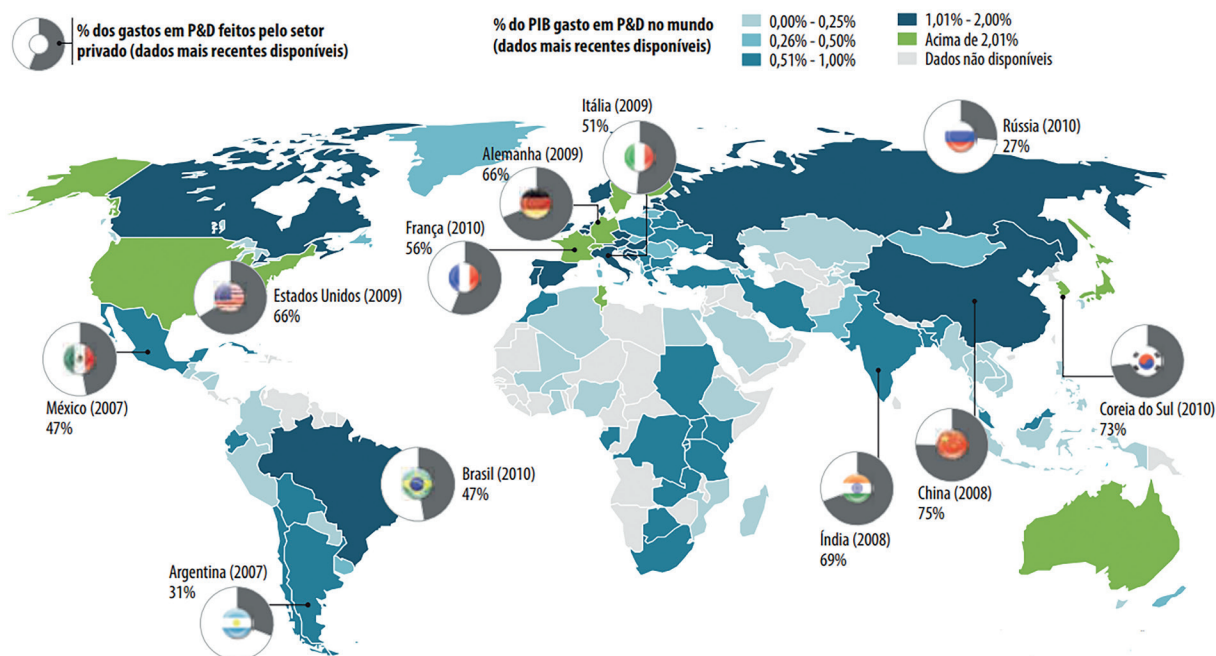 % dos gastos em P&D feitos pelo setor
privado (dados mais recentes disponíveis)
% do PIB gasto em P&D no mundo
(dados mais recentes disponíveis)
0,00% - 0,25%
0,26% - 0,50%
0,51% - 1,00%
1,01% - 2,00%
Acima de 2,01%
Dados não disponíveis
Itália (2009)
51%
Rússia (2010)
27%
Alemanha (2009)
66%
França (2010)
56%
Estados Unidos (2009)
66%
México (2007)
47%
Coreia do Sul (2010)
73%
Brasil (2010)
47%
China (2008)
75%
Índia (2008)
69%
Argentina (2007)
31%